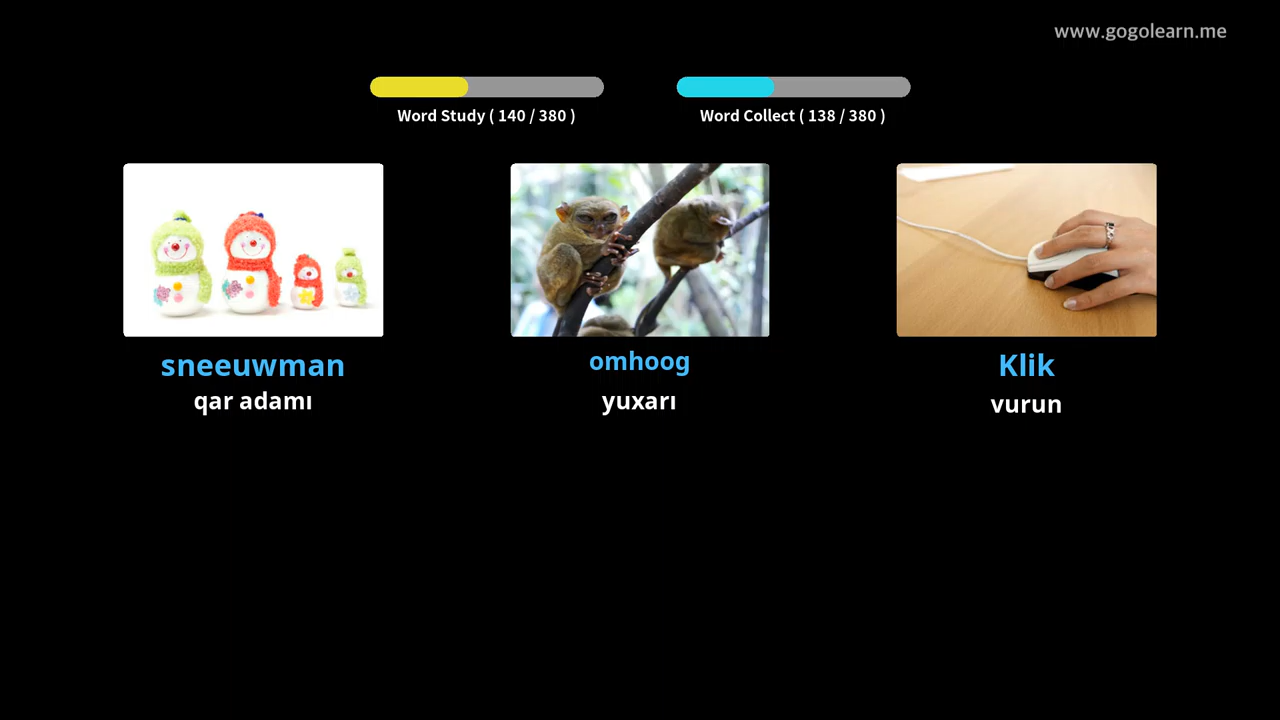 www.gogolearn.me
Word Study ( 140 / 380 )
Word Collect ( 138 / 380 )
sneeuwman
qar adamı
omhoog
yuxarı
Klik
vurun